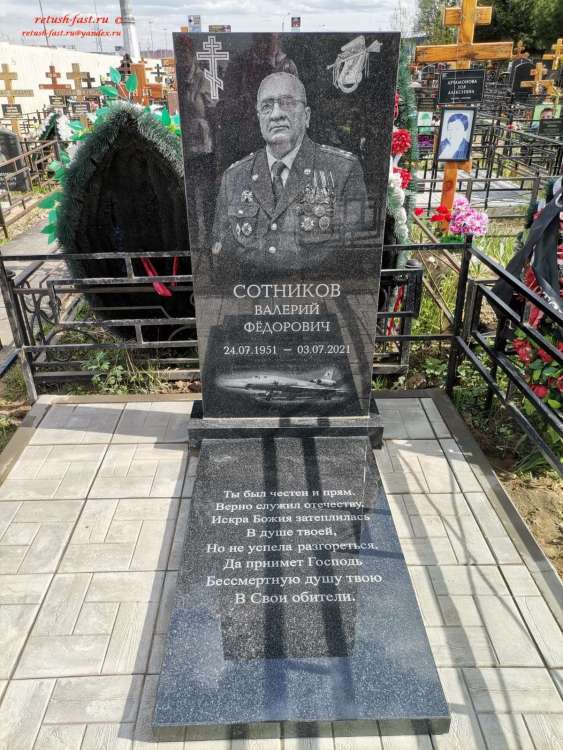 retush-fast.ru с.
retush-fast.ru@yandex.ru
СОТНИКОВ
ВАЛЕРИЙ
ФЁДОРОВИЧ
24.07.1951 — 03.07.2021
Ты был честен и прям.
Верно служил отечеству.
Искра Божия затеплилась
В душе твоей,
Но не успела разгореться.
Да приимет Господь
Бессмертную душу твою
В Свои обители.